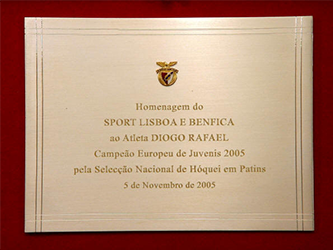 Homenagem do
SPORT LISBOA E BENFICA
ao Atleta DIOGO RAFAEL
Campeão Europeu de Juvenis 2005
pela Selecção Nacional de Hóquei em Patins
5 de Novembro de 2005